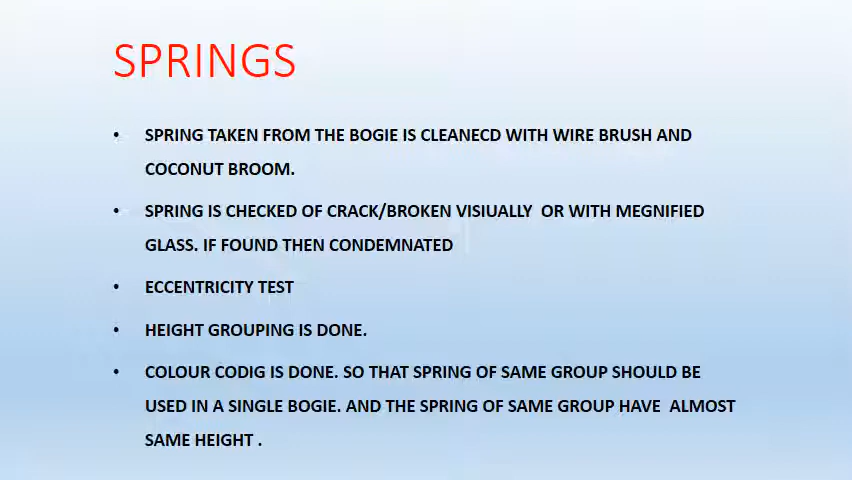 SPRINGS
• SPRING TAKEN FROM THE BOGIE IS CLEANECD WITH WIRE BRUSH AND
COCONUT BROOM.
• SPRING IS CHECKED OF CRACK/BROKEN VISIUALLY OR WITH MEGNIFIED
GLASS. IF FOUND THEN CONDEMNATED
• ECCENTRICITY TEST
• HEIGHT GROUPING IS DONE.
• COLOUR CODIG IS DONE. SO THAT SPRING OF SAME GROUP SHOULD BE
USED IN A SINGLE BOGIE. AND THE SPRING OF SAME GROUP HAVE ALMOST
SAME HEIGHT .